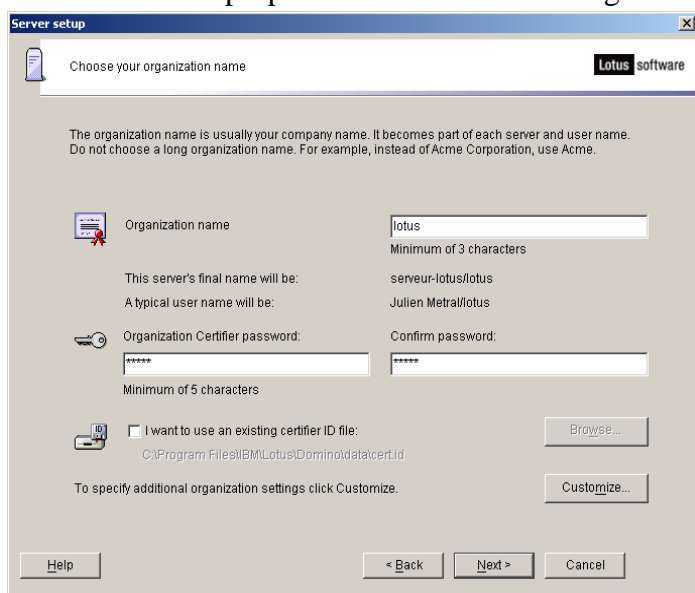 Server setup
Choose your organization name
Lotus software
The organization name is usually your company name. It becomes part of each server and user name.
Do not choose a long organization name. For example, instead of Acme Corporation, use Acme.
Organization name
lotus
Minimum of 3 characters
This server's final name will be: serveur-lotus/lotus
A typical user name will be: Julien Metral/lotus
Organization Certifier password: Confirm password:
***** *****
Minimum of 5 characters
I want to use an existing certifier ID file: Browse...
C:\Program Files\IBM\Lotus\Domino\data\cert.id
To specify additional organization settings click Customize. Customize...
Help < Back Next > Cancel